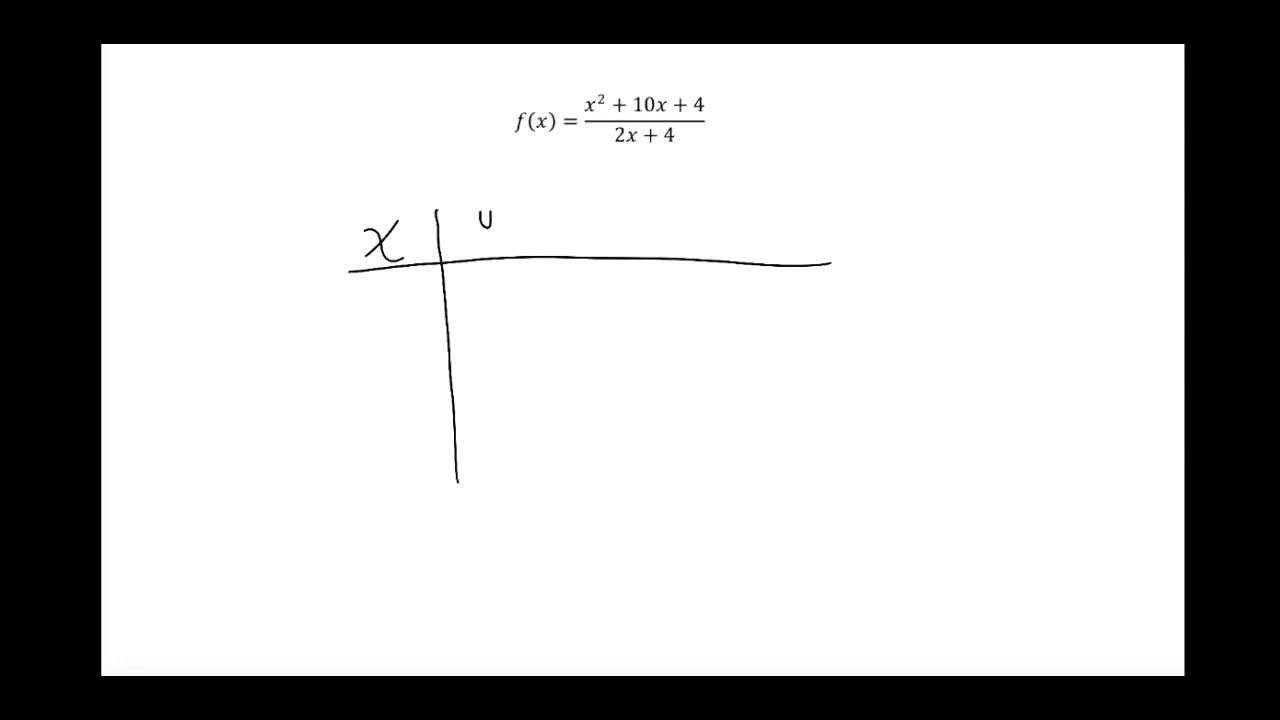 f(x) = (x² + 10x + 4)/(2x + 4)
x